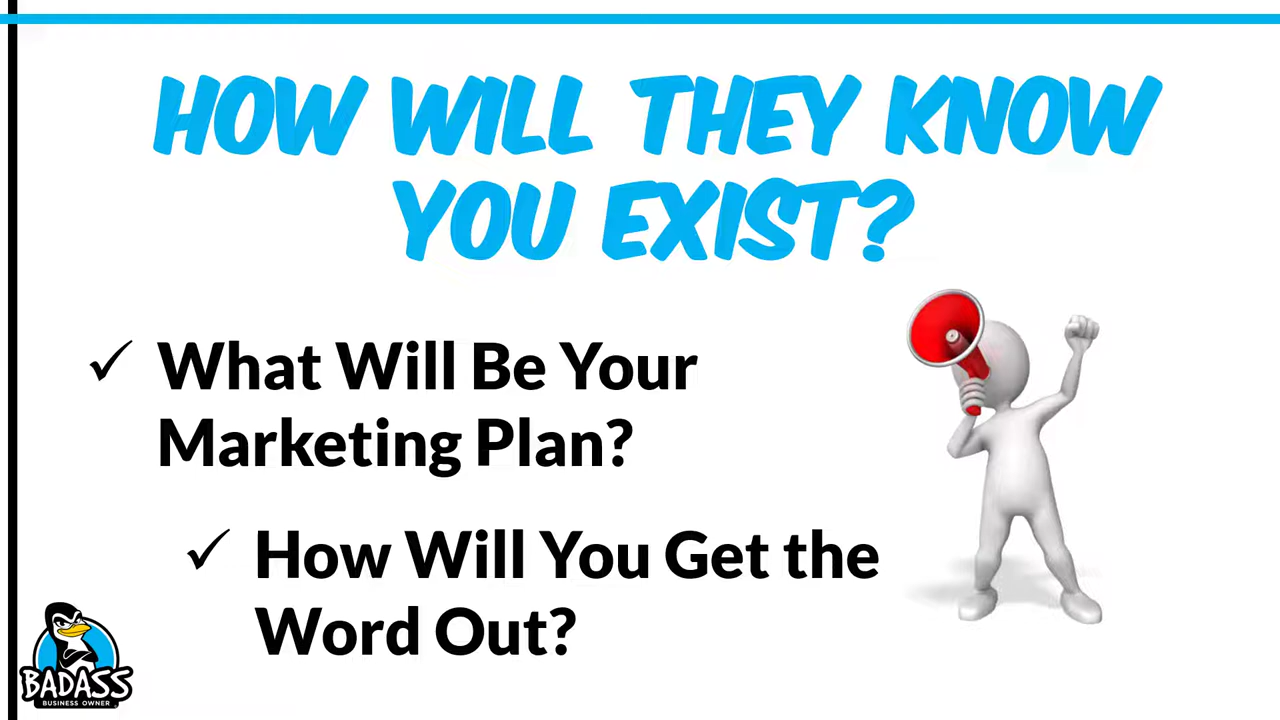 HOW WILL THEY KNOW
YOU EXIST?
✓ What Will Be Your
Marketing Plan?
✓ How Will You Get the
Word Out?
BADASS
BUSINESS OWNER